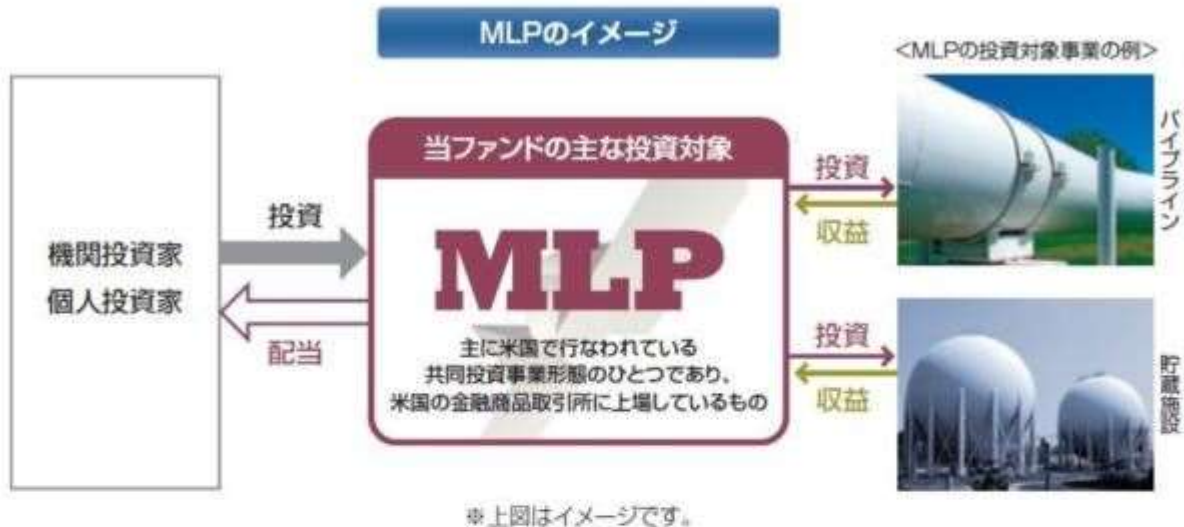 MLPのイメージ
<MLPの投資対象事業の例>
機関投資家
個人投資家
投資
配当
当ファンドの主な投資対象
MLP
主に米国で行なわれている
共同投資事業形態のひとつであり、
米国の金融商品取引所に上場しているもの
投資
収益
パイプライン
投資
収益
貯蔵施設
※上図はイメージです。